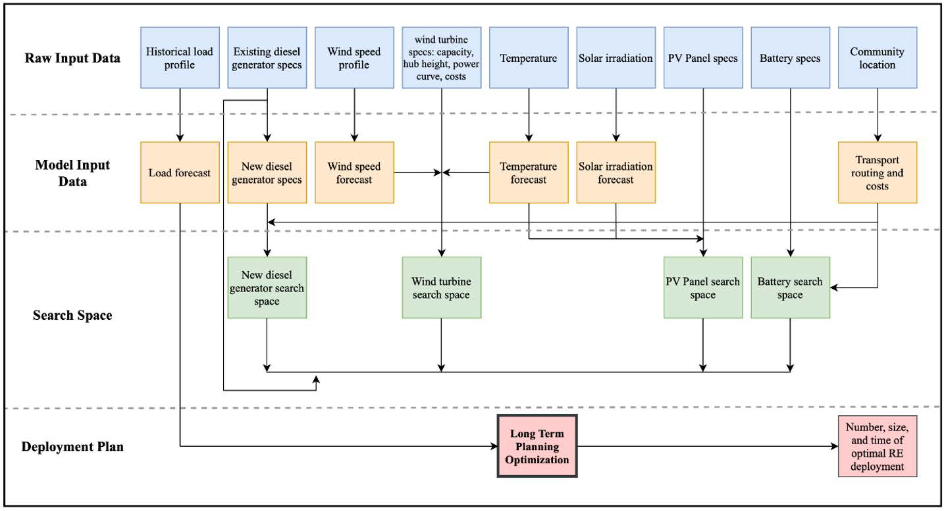 Raw Input Data
Historical load
profile
Existing diesel
generator specs
Wind speed
profile
wind turbine
specs: capacity,
hub height, power
curve, costs
Temperature
Solar irradiation
PV Panel specs
Battery specs
Community
location
Model Input
Data
Load forecast
New diesel
generator specs
Wind speed
forecast
Temperature
forecast
Solar irradiation
forecast
Transport
routing and
costs
Search Space
New diesel
generator search
space
Wind turbine
search space
PV Panel search
space
Battery search
space
Deployment Plan
Long Term
Planning
Optimization
Number, size,
and time of
optimal RE
deployment